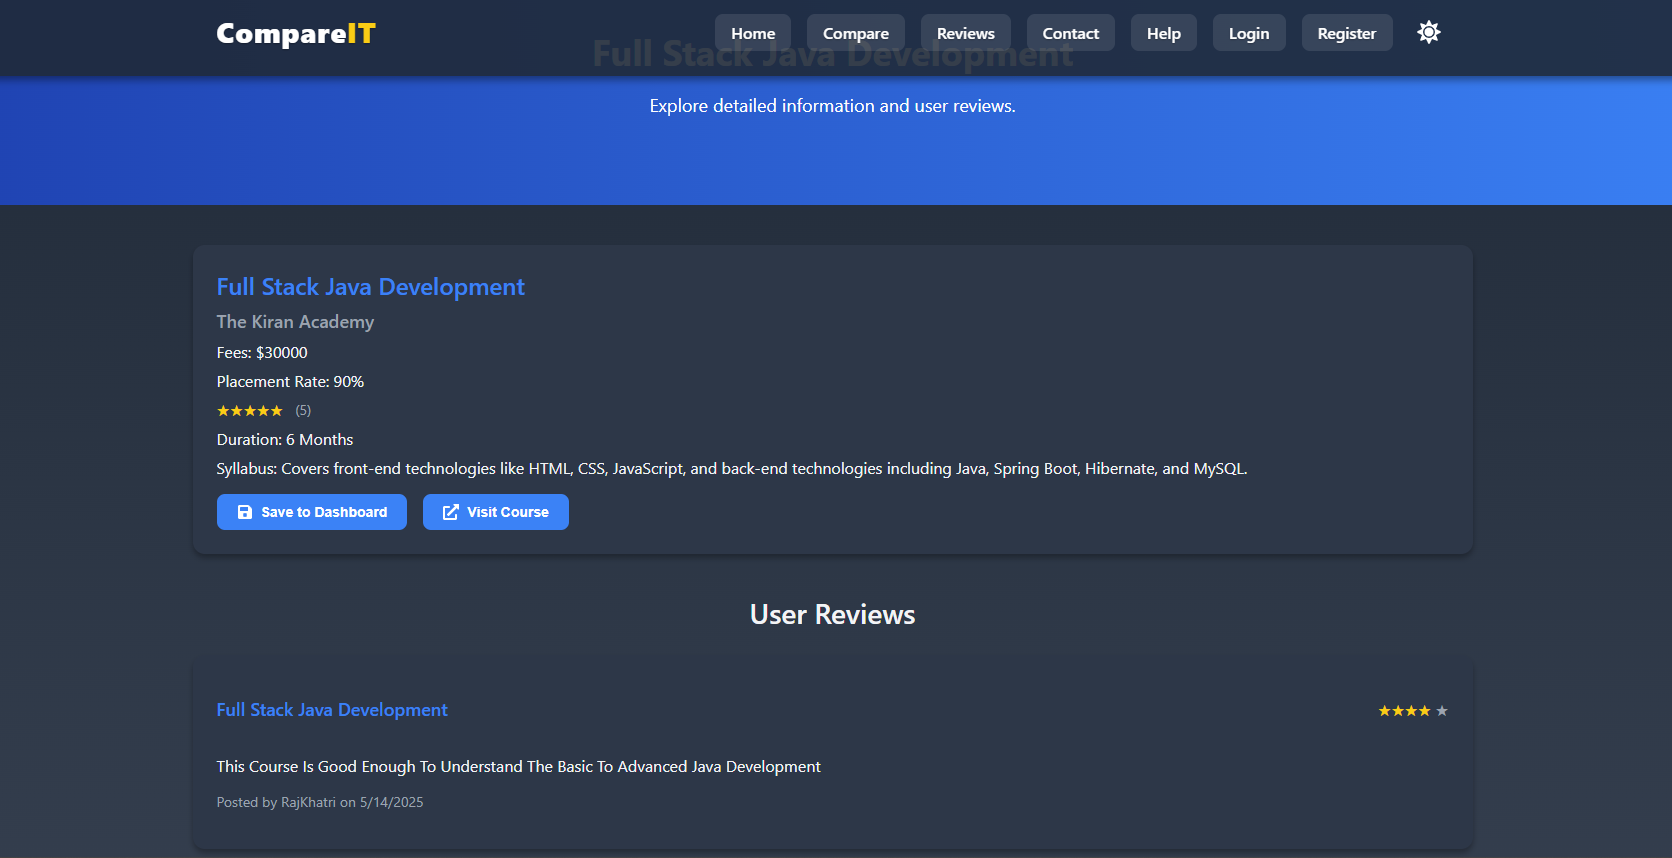 CompareIT
Home Compare Reviews Contact Help Login Register
Full Stack Java Development
Explore detailed information and user reviews.
Full Stack Java Development
The Kiran Academy
Fees: $30000
Placement Rate: 90%
★★★★★ (5)
Duration: 6 Months
Syllabus: Covers front-end technologies like HTML, CSS, JavaScript, and back-end technologies including Java, Spring Boot, Hibernate, and MySQL.
Save to Dashboard Visit Course
User Reviews
Full Stack Java Development ★★★★★
This Course Is Good Enough To Understand The Basic To Advanced Java Development
Posted by RajKhatri on 5/14/2025